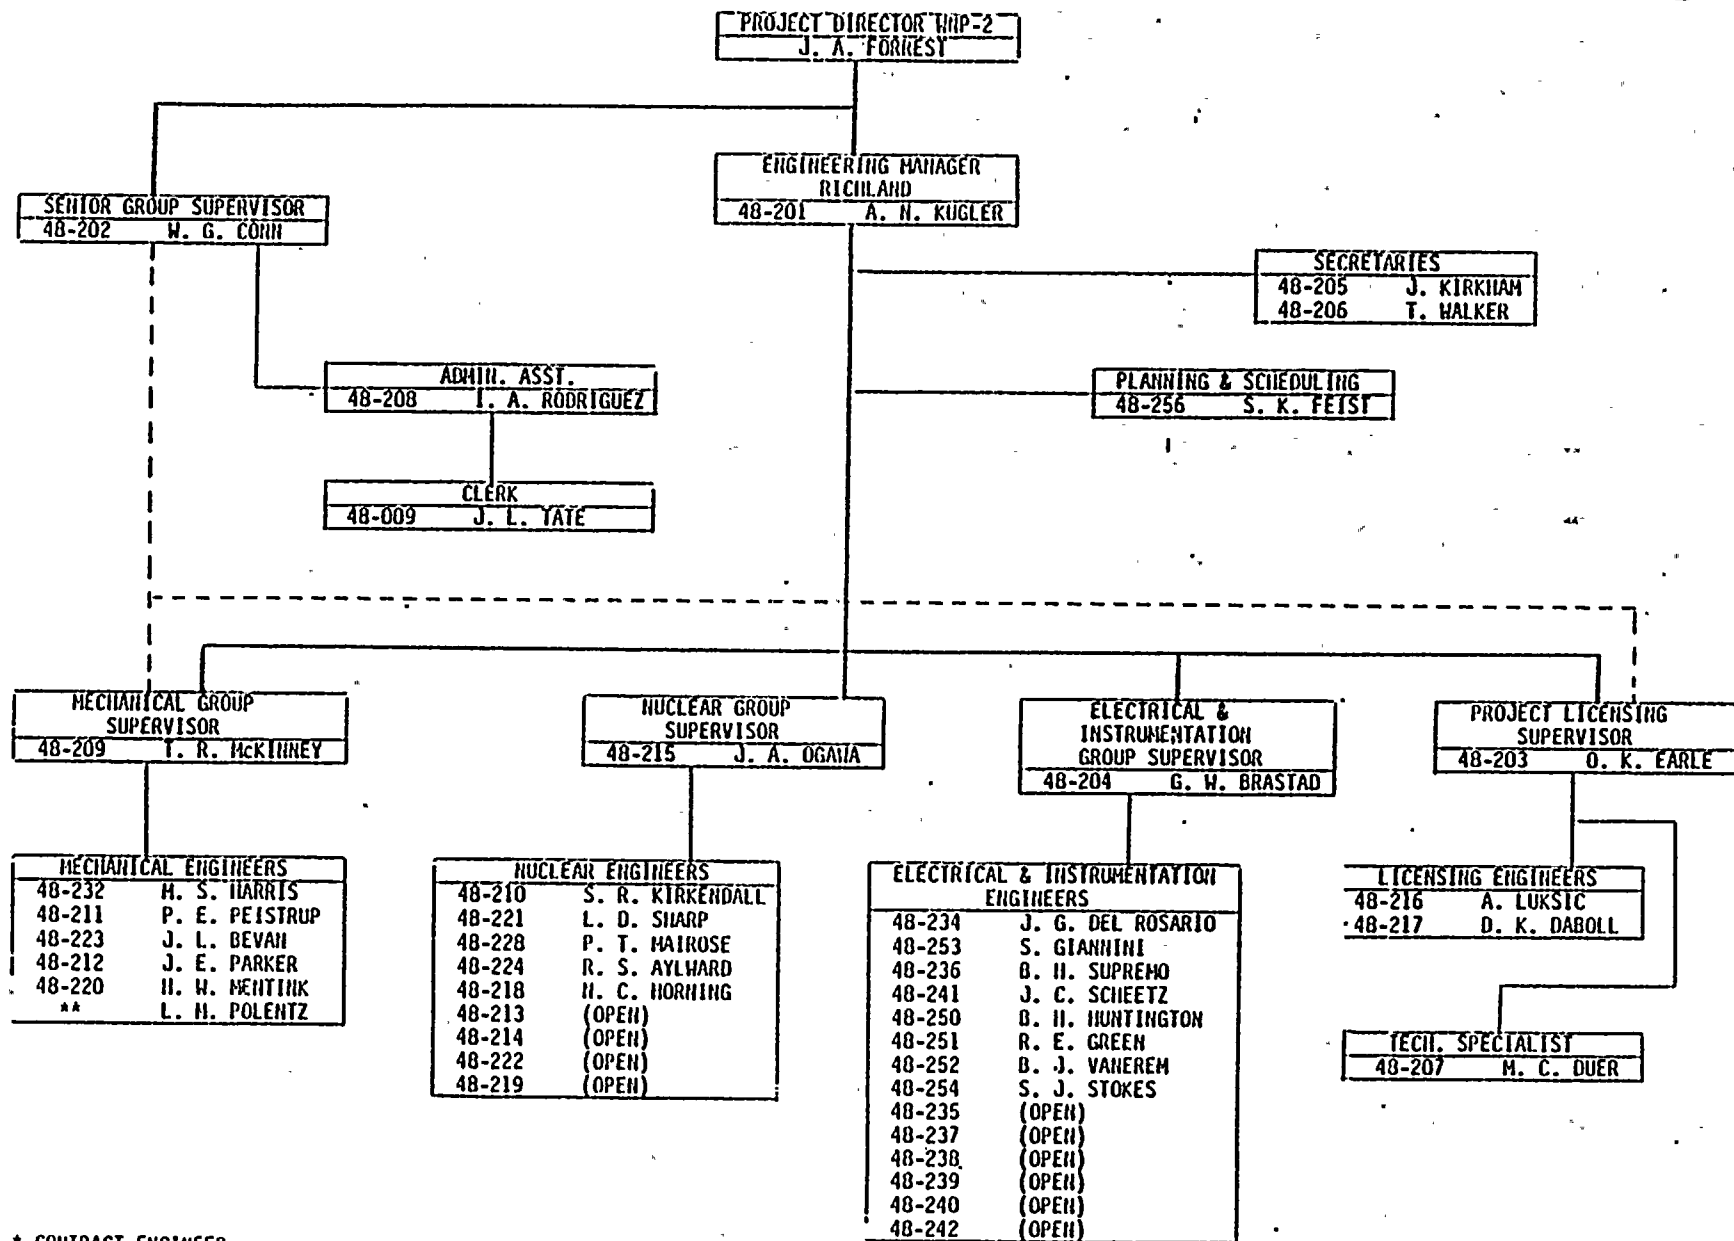 PROJECT DIRECTOR WNP-2
J. A. FORREST
ENGINEERING MANAGER
RICHLAND
48-201 A. N. KUGLER
SENIOR GROUP SUPERVISOR
48-202 W. G. CONN
SECRETARIES
48-205 J. KIRKHAM
48-206 T. WALKER
ADMIN. ASST.
48-208 I. A. RODRIGUEZ
PLANNING & SCHEDULING
48-256 S. K. FEIST
CLERK
48-009 J. L. TATE
MECHANICAL GROUP
SUPERVISOR
48-209 T. R. McKINNEY
NUCLEAR GROUP
SUPERVISOR
48-215 J. A. OGAWA
ELECTRICAL &
INSTRUMENTATION
GROUP SUPERVISOR
48-204 G. W. BRASTAD
PROJECT LICENSING
SUPERVISOR
48-203 O. K. EARLE
MECHANICAL ENGINEERS
48-232 M. S. HARRIS
48-211 P. E. PEISTRUP
48-223 J. L. BEVAN
48-212 J. E. PARKER
48-220 H. W. MENTINK
** L. M. POLENTZ
NUCLEAR ENGINEERS
48-210 S. R. KIRKENDALL
48-221 L. D. SHARP
48-228 P. T. MAIROSE
48-224 R. S. AYLWARD
48-218 N. C. HORNING
48-213 (OPEN)
48-214 (OPEN)
48-222 (OPEN)
48-219 (OPEN)
ELECTRICAL & INSTRUMENTATION
ENGINEERS
48-234 J. G. DEL ROSARIO
48-253 S. GIANNINI
48-236 B. H. SUPREMO
48-241 J. C. SCHEETZ
48-250 B. H. HUNTINGTON
48-251 R. E. GREEN
48-252 B. J. VANEREM
48-254 S. J. STOKES
48-235 (OPEN)
48-237 (OPEN)
48-238 (OPEN)
48-239 (OPEN)
48-240 (OPEN)
48-242 (OPEN)
LICENSING ENGINEERS
48-216 A. LUKSIC
48-217 D. K. DABOLL
TECH. SPECIALIST
48-207 M. C. DUER
* CONTRACT ENGINEER